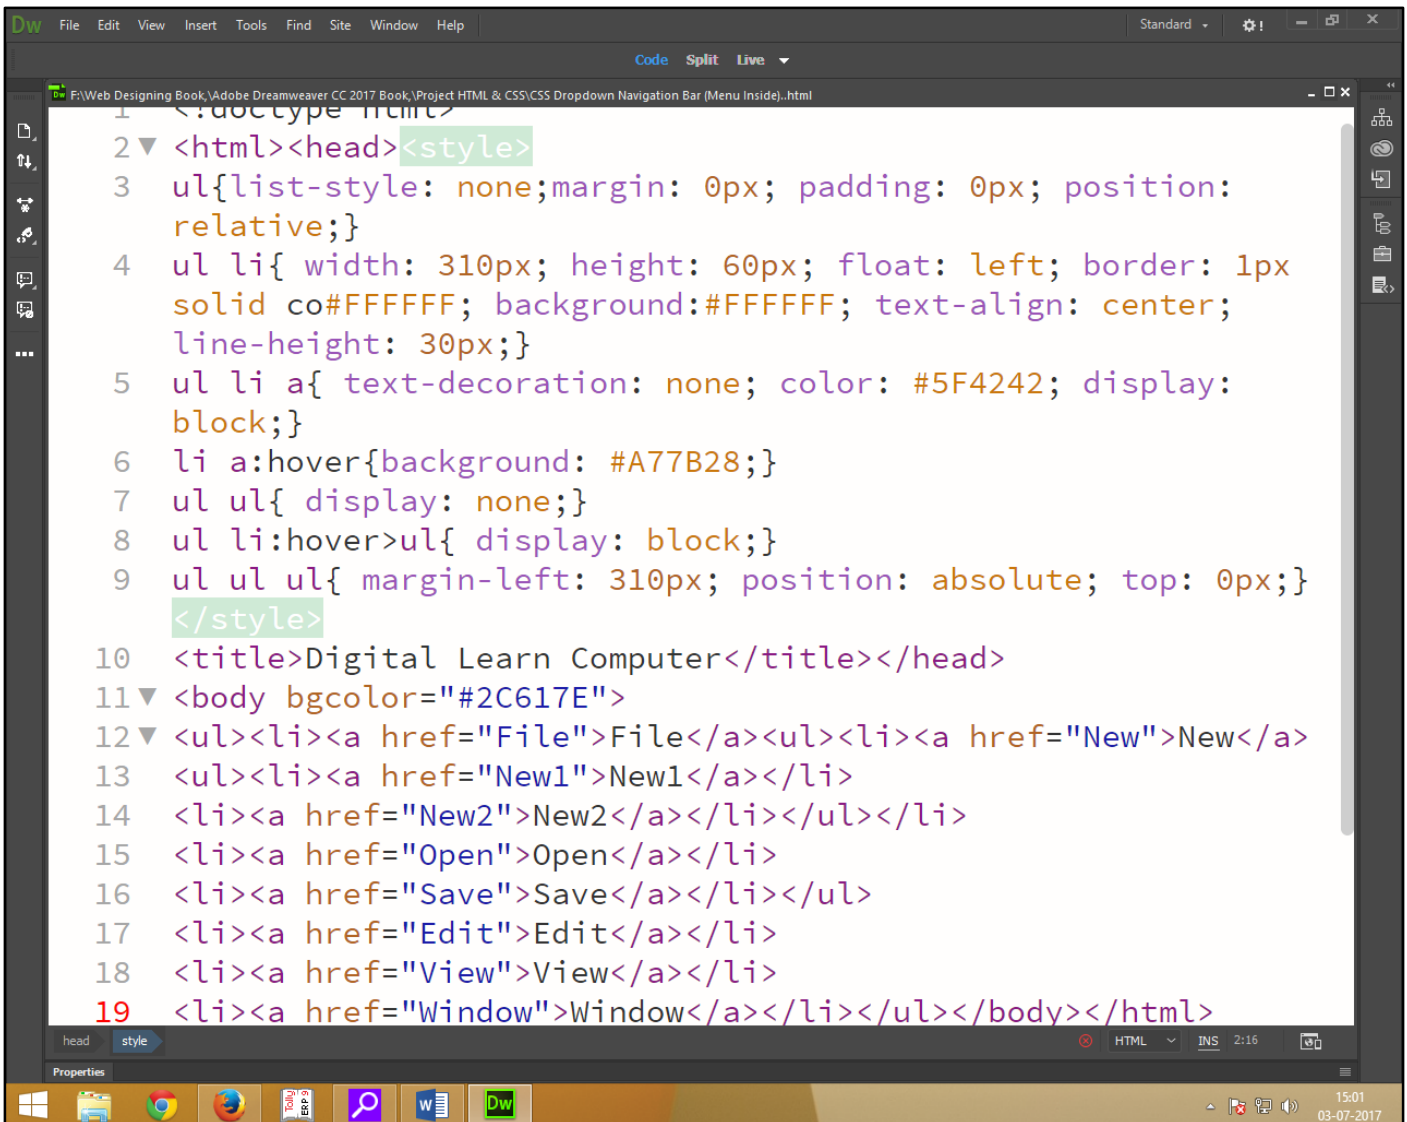 Dw File Edit View Insert Tools Find Site Window Help Standard
Code Split Live
F:\Web Designing Book,\Adobe Dreamweaver CC 2017 Book,\Project HTML & CSS\CSS Dropdown Navigation Bar (Menu Inside)..html
1 <!doctype html>
2 <html><head><style>
3 ul{list-style: none;margin: 0px; padding: 0px; position:
relative;}
4 ul li{ width: 310px; height: 60px; float: left; border: 1px
solid co#FFFFFF; background:#FFFFFF; text-align: center;
line-height: 30px;}
5 ul li a{ text-decoration: none; color: #5F4242; display:
block;}
6 li a:hover{background: #A77B28;}
7 ul ul{ display: none;}
8 ul li:hover>ul{ display: block;}
9 ul ul ul{ margin-left: 310px; position: absolute; top: 0px;}
</style>
10 <title>Digital Learn Computer</title></head>
11 <body bgcolor="#2C617E">
12 <ul><li><a href="File">File</a><ul><li><a href="New">New</a>
13 <ul><li><a href="New1">New1</a></li>
14 <li><a href="New2">New2</a></li></ul></li>
15 <li><a href="Open">Open</a></li>
16 <li><a href="Save">Save</a></li></ul>
17 <li><a href="Edit">Edit</a></li>
18 <li><a href="View">View</a></li>
19 <li><a href="Window">Window</a></li></ul></body></html>
head style HTML INS 2:16
Properties
Tolly ERP 9 Dw
15:01
03-07-2017